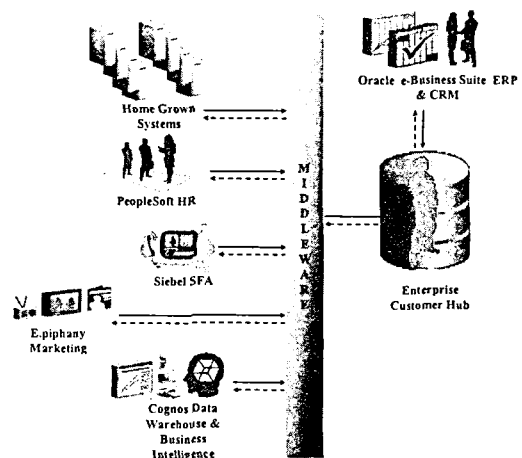 Home Grown
Systems
PeopleSoft HR
Siebel SFA
E.piphany
Marketing
Cognos Data
Warehouse &
Business
Intelligence
MIDDLEWARE
Oracle e-Business Suite ERP
& CRM
Enterprise
Customer Hub